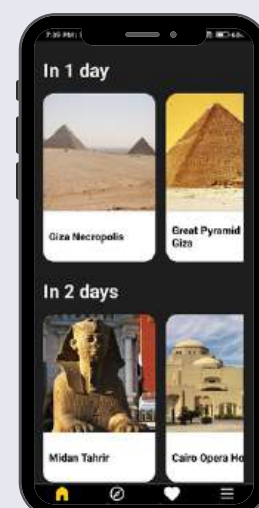 In 1 day
Giza Necropolis
Great Pyramid
Giza
In 2 days
Midan Tahrir
Cairo Opera Ho